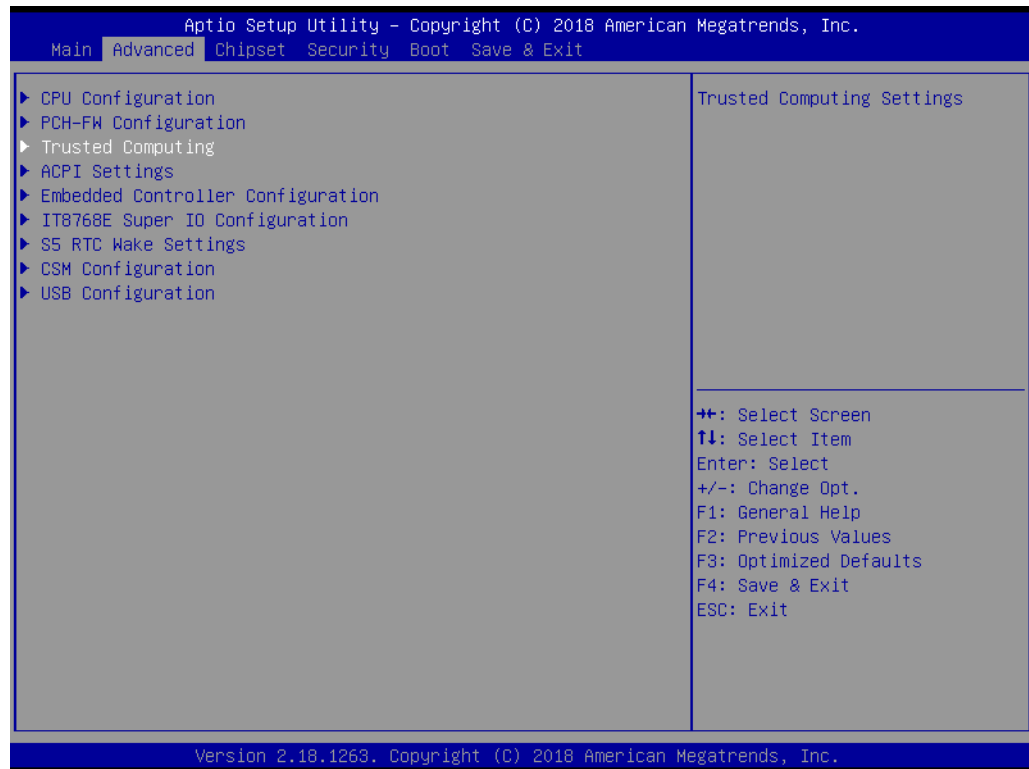 Aptio Setup Utility – Copyright (C) 2018 American Megatrends, Inc.
Main Advanced Chipset Security Boot Save & Exit
▶ CPU Configuration
▶ PCH-FW Configuration
▶ Trusted Computing
▶ ACPI Settings
▶ Embedded Controller Configuration
▶ IT8768E Super IO Configuration
▶ S5 RTC Wake Settings
▶ CSM Configuration
▶ USB Configuration
Trusted Computing Settings
→←: Select Screen
↑↓: Select Item
Enter: Select
+/-: Change Opt.
F1: General Help
F2: Previous Values
F3: Optimized Defaults
F4: Save & Exit
ESC: Exit
Version 2.18.1263. Copyright (C) 2018 American Megatrends, Inc.